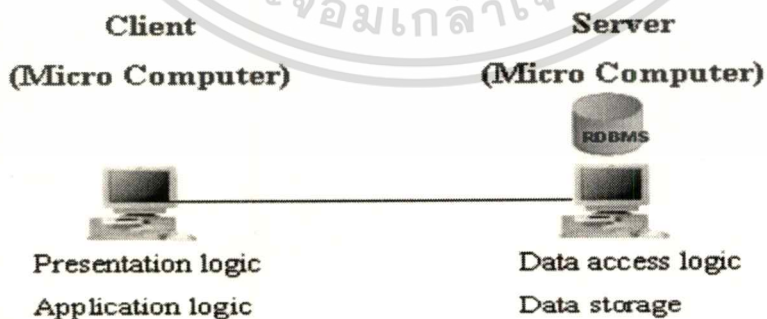 Client
(Micro Computer)
Server
(Micro Computer)
RDBMS
Presentation logic
Application logic
Data access logic
Data storage